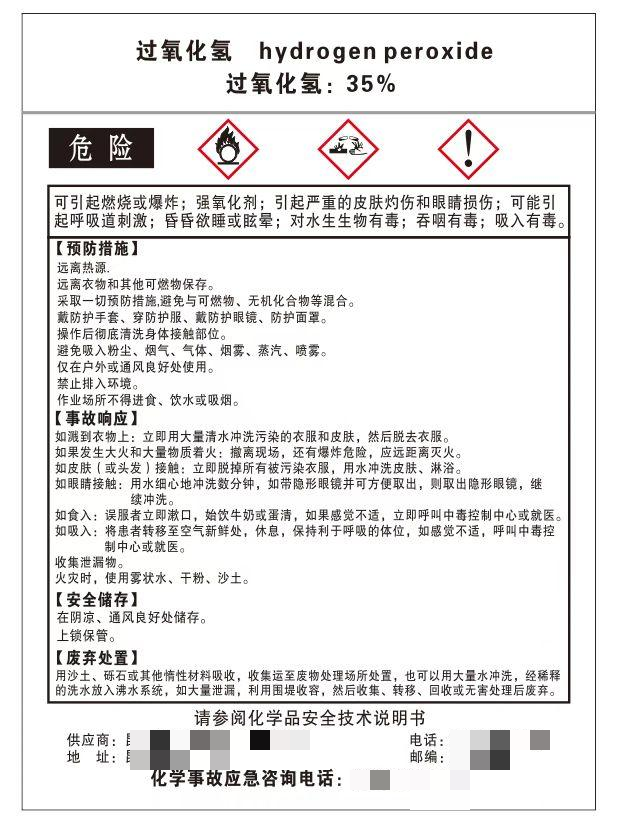 过氧化氢 hydrogen peroxide
过氧化氢：35%
危险
可引起燃烧或爆炸；强氧化剂；引起严重的皮肤灼伤和眼睛损伤；可能引
起呼吸道刺激；昏昏欲睡或眩晕；对水生生物有毒；吞咽有毒；吸入有毒。
【预防措施】
远离热源.
远离衣物和其他可燃物保存。
采取一切预防措施,避免与可燃物、无机化合物等混合。
戴防护手套、穿防护服、戴防护眼镜、防护面罩。
操作后彻底清洗身体接触部位。
避免吸入粉尘、烟气、气体、烟雾、蒸汽、喷雾。
仅在户外或通风良好处使用。
禁止排入环境。
作业场所不得进食、饮水或吸烟。
【事故响应】
如溅到衣物上：立即用大量清水冲洗污染的衣服和皮肤，然后脱去衣服。
如果发生大火和大量物质着火：撤离现场，还有爆炸危险，应远距离灭火。
如皮肤（或头发）接触：立即脱掉所有被污染衣服，用水冲洗皮肤、淋浴。
如眼睛接触：用水细心地冲洗数分钟，如带隐形眼镜并可方便取出，则取出隐形眼镜，继
续冲洗。
如食入：误服者立即漱口，始饮牛奶或蛋清，如果感觉不适，立即呼叫中毒控制中心或就医。
如吸入：将患者转移至空气新鲜处，休息，保持利于呼吸的体位，如感觉不适，呼叫中毒控
制中心或就医。
收集泄漏物。
火灾时，使用雾状水、干粉、沙土。
【安全储存】
在阴凉、通风良好处储存。
上锁保管。
【废弃处置】
用沙土、砾石或其他惰性材料吸收，收集运至废物处理场所处置，也可以用大量水冲洗，经稀释
的洗水放入沸水系统，如大量泄漏，利用围堤收容，然后收集、转移、回收或无害处理后废弃。
请参阅化学品安全技术说明书
供应商： 电话：
地 址： 邮编：
化学事故应急咨询电话：